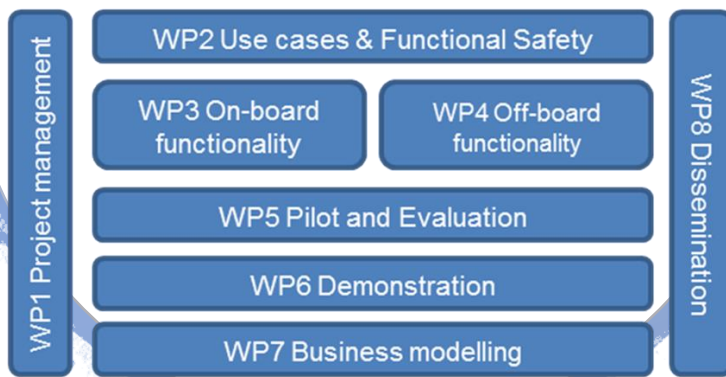 WP1 Project management
WP2 Use cases & Functional Safety
WP3 On-board
functionality
WP4 Off-board
functionality
WP5 Pilot and Evaluation
WP6 Demonstration
WP7 Business modelling
WP8 Dissemination